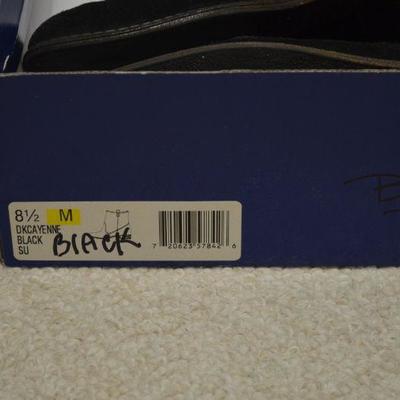 8½ M
DKCAYENNE
BLACK
SU
BlACK
7 20623 57842 6